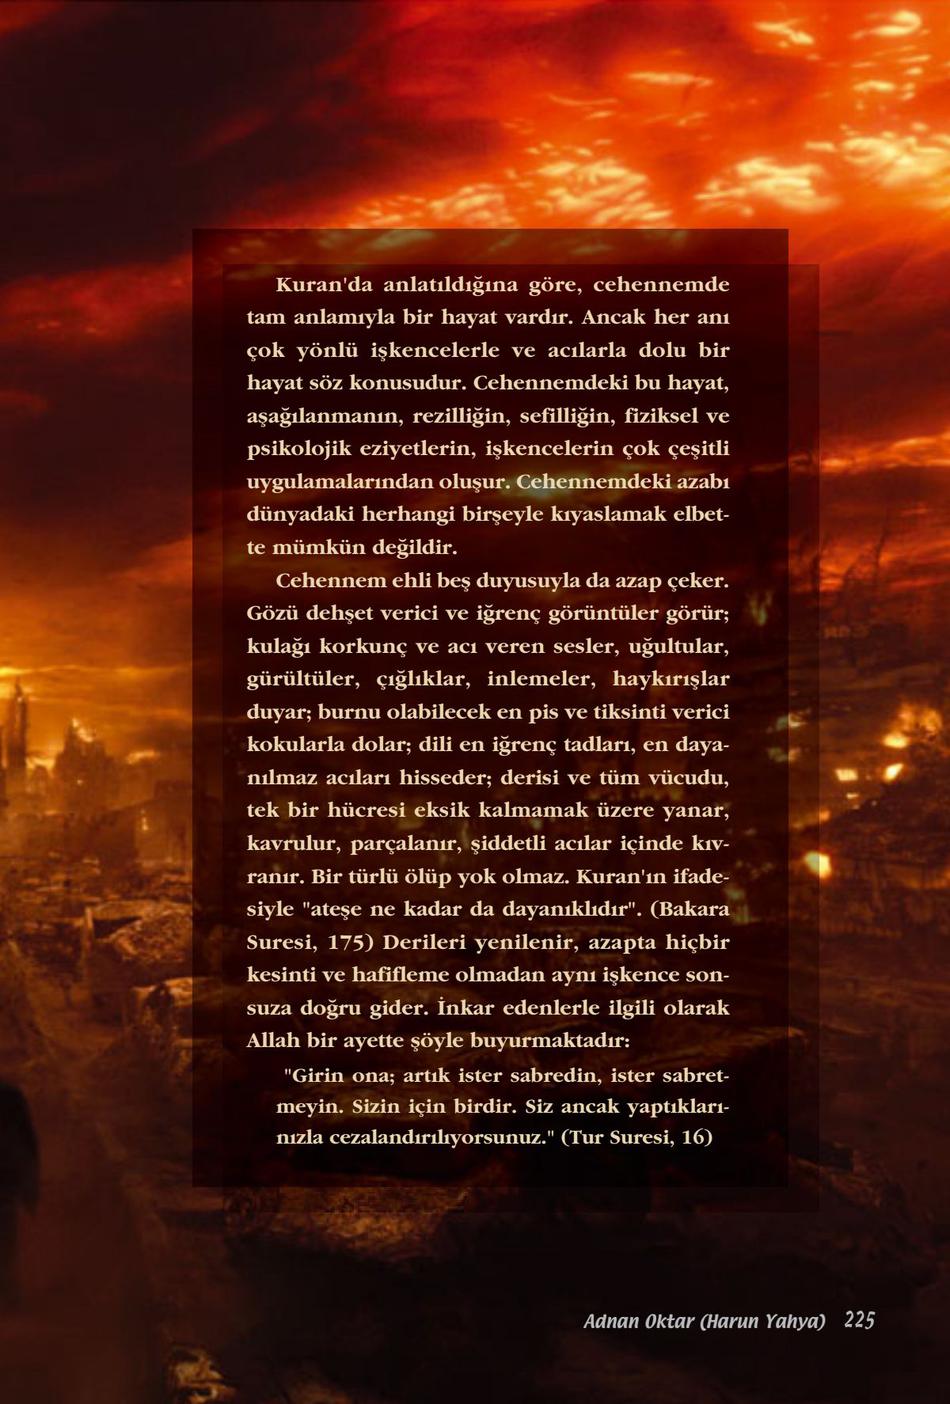 Kuran'da anlatıldığına göre, cehennemde
tam anlamıyla bir hayat vardır. Ancak her anı
çok yönlü işkencelerle ve acılarla dolu bir
hayat söz konusudur. Cehennemdeki bu hayat,
aşağılanmanın, rezilliğin, sefilliğin, fiziksel ve
psikolojik eziyetlerin, işkencelerin çok çeşitli
uygulamalarından oluşur. Cehennemdeki azabı
dünyadaki herhangi birşeyle kıyaslamak elbet-
te mümkün değildir.
Cehennem ehli beş duyusuyla da azap çeker.
Gözü dehşet verici ve iğrenç görüntüler görür;
kulağı korkunç ve acı veren sesler, uğultular,
gürültüler, çığlıklar, inlemeler, haykırışlar
duyar; burnu olabilecek en pis ve tiksinti verici
kokularla dolar; dili en iğrenç tadları, en daya-
nılmaz acıları hisseder; derisi ve tüm vücudu,
tek bir hücresi eksik kalmamak üzere yanar,
kavrulur, parçalanır, şiddetli acılar içinde kıv-
ranır. Bir türlü ölüp yok olmaz. Kuran'ın ifade-
siyle "ateşe ne kadar da dayanıklıdır". (Bakara
Suresi, 175) Derileri yenilenir, azapta hiçbir
kesinti ve hafifleme olmadan aynı işkence son-
suza doğru gider. İnkar edenlerle ilgili olarak
Allah bir ayette şöyle buyurmaktadır:
"Girin ona; artık ister sabredin, ister sabret-
meyin. Sizin için birdir. Siz ancak yaptıkları-
nızla cezalandırılıyorsunuz." (Tur Suresi, 16)
Adnan Oktar (Harun Yahya) 225